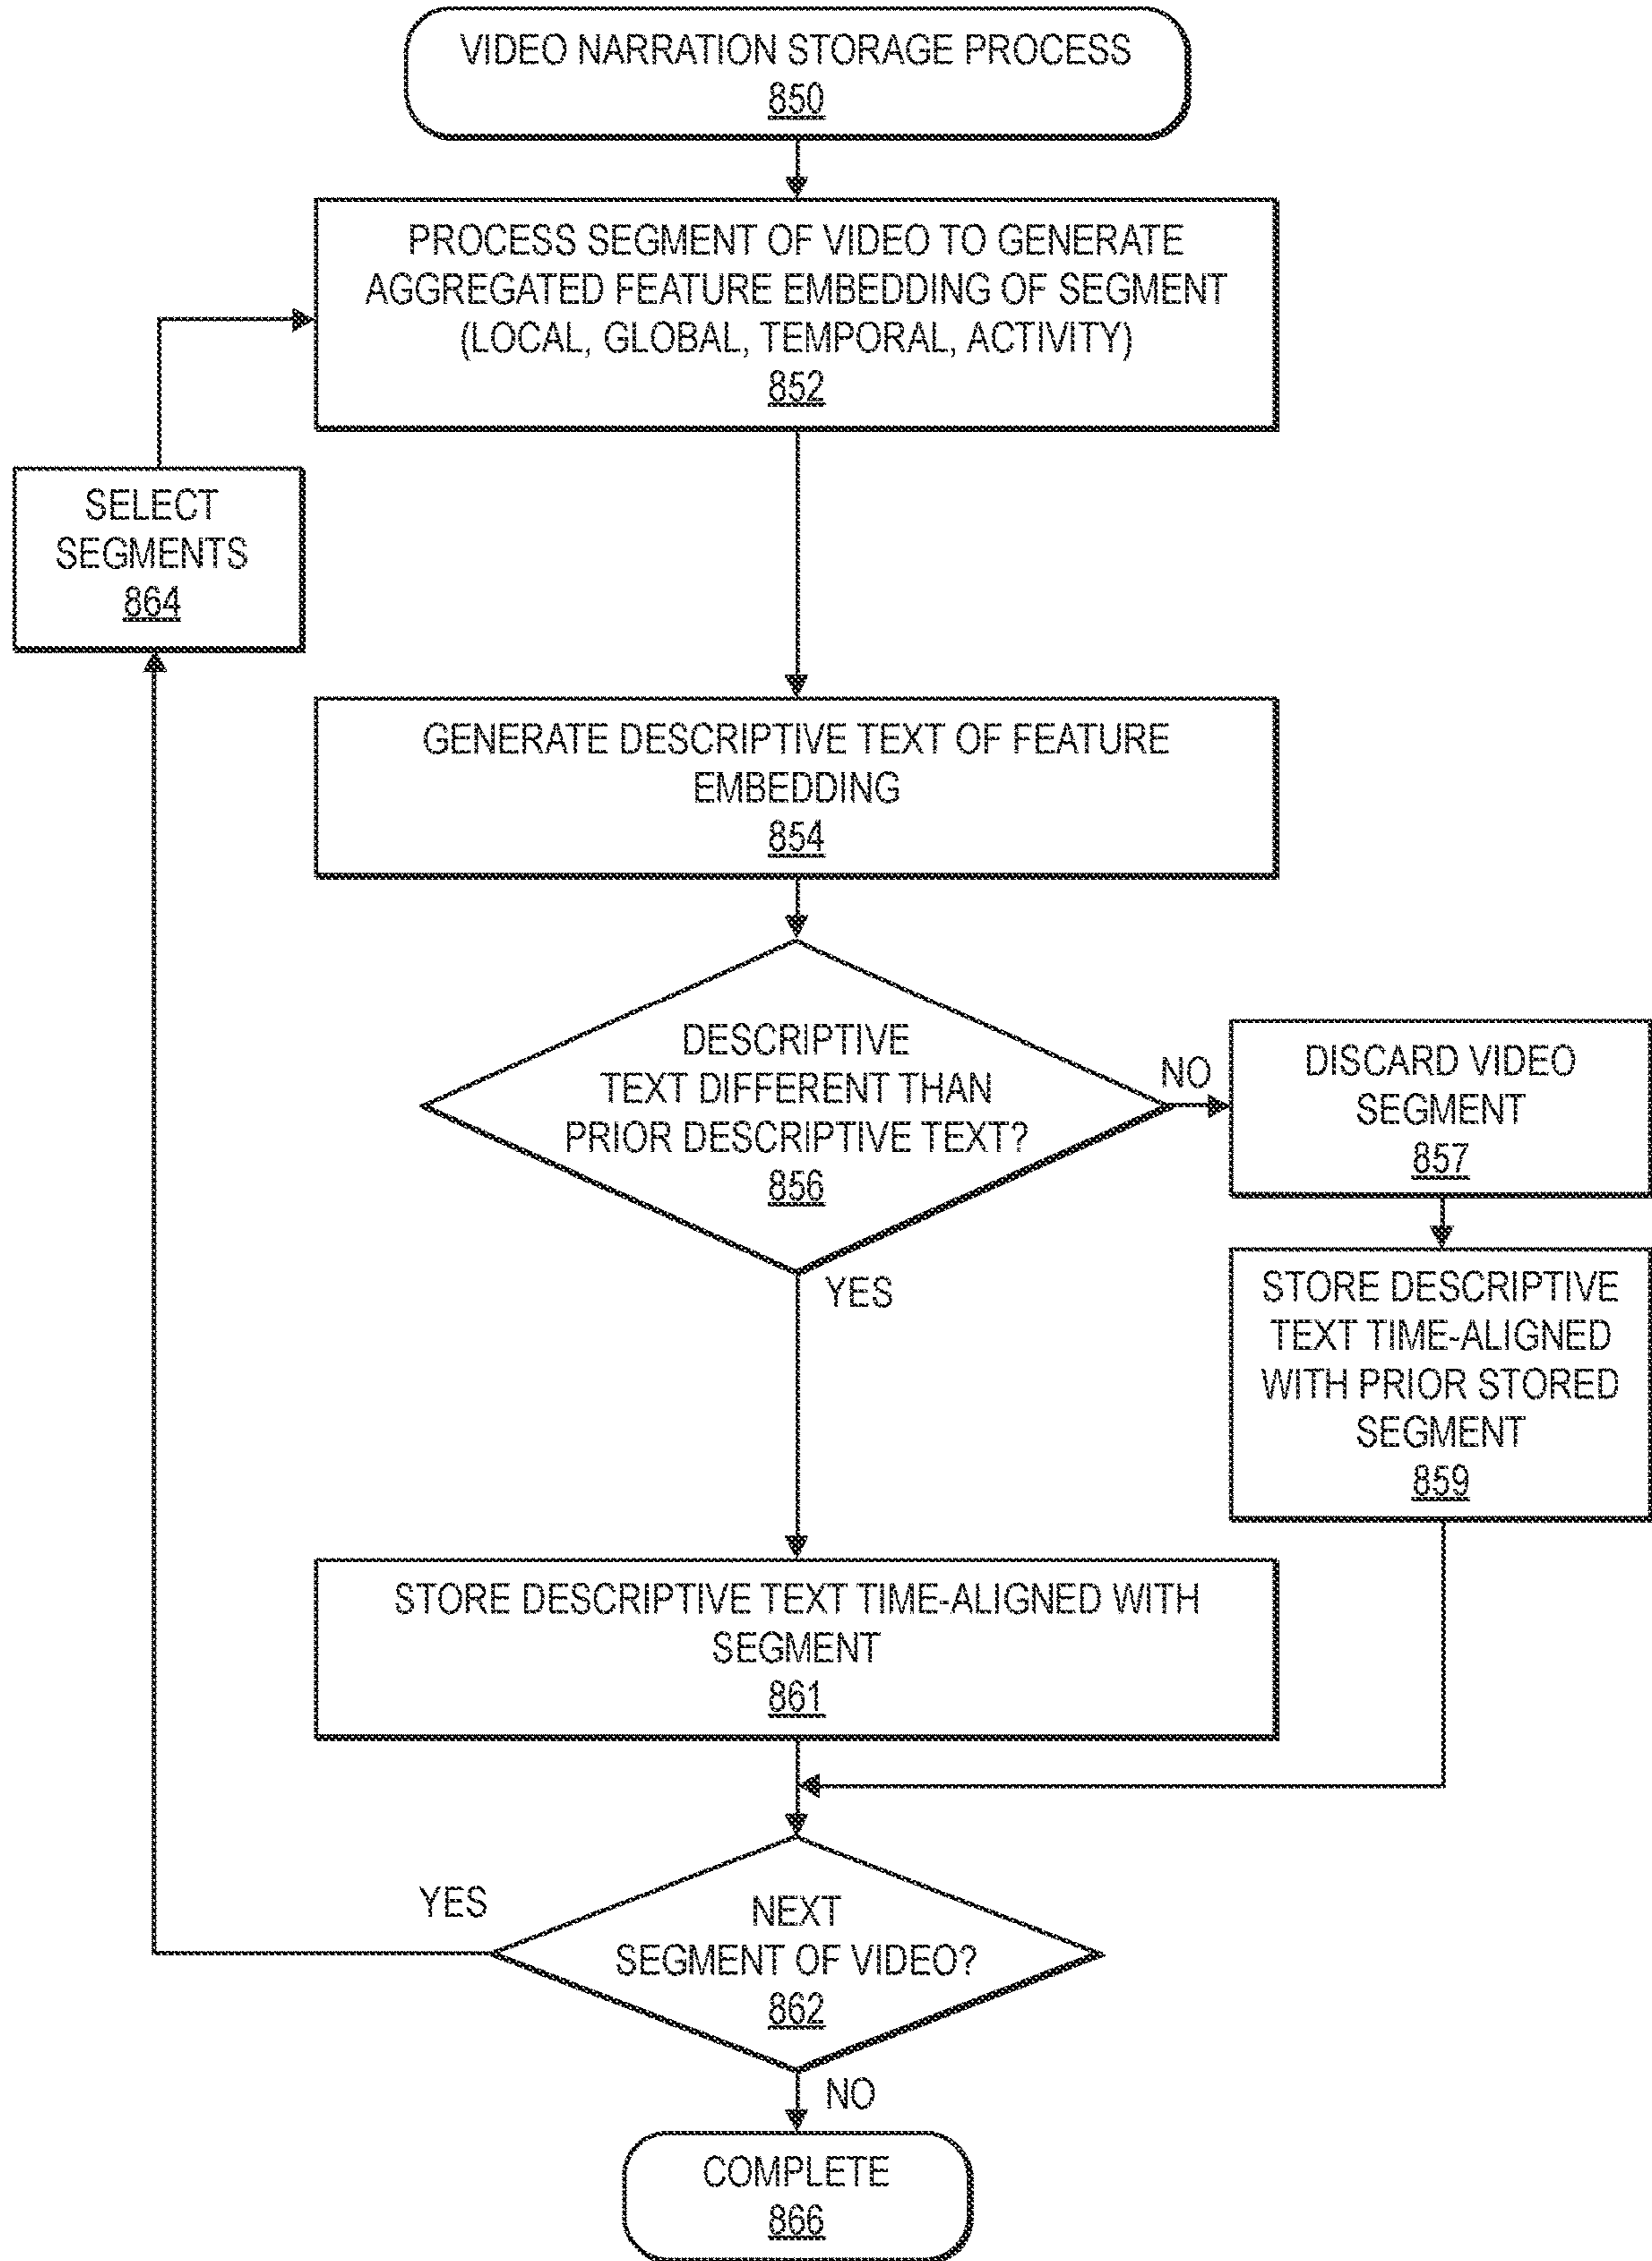 VIDEO NARRATION STORAGE PROCESS
850
PROCESS SEGMENT OF VIDEO TO GENERATE
AGGREGATED FEATURE EMBEDDING OF SEGMENT
(LOCAL, GLOBAL, TEMPORAL, ACTIVITY)
852
SELECT
SEGMENTS
864
GENERATE DESCRIPTIVE TEXT OF FEATURE
EMBEDDING
854
DESCRIPTIVE
TEXT DIFFERENT THAN
PRIOR DESCRIPTIVE TEXT?
856
NO
DISCARD VIDEO
SEGMENT
857
YES
STORE DESCRIPTIVE
TEXT TIME-ALIGNED
WITH PRIOR STORED
SEGMENT
859
STORE DESCRIPTIVE TEXT TIME-ALIGNED WITH
SEGMENT
861
YES
NEXT
SEGMENT OF VIDEO?
862
NO
COMPLETE
866